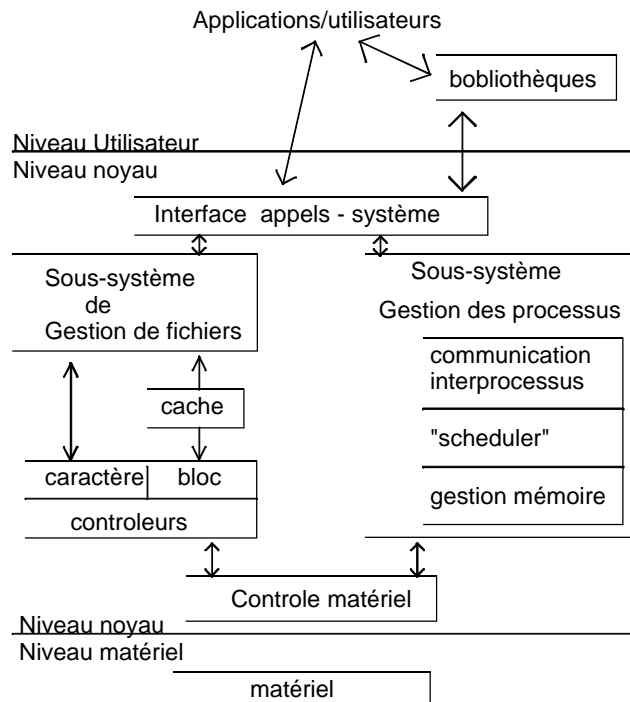 Applications/utilisateurs
bobliothèques
Niveau Utilisateur
Niveau noyau
Interface appels - système
Sous-système
de
Gestion de fichiers
Sous-système
Gestion des processus
communication
interprocessus
cache
"scheduler"
caractère
bloc
gestion mémoire
controleurs
Controle matériel
Niveau noyau
Niveau matériel
matériel